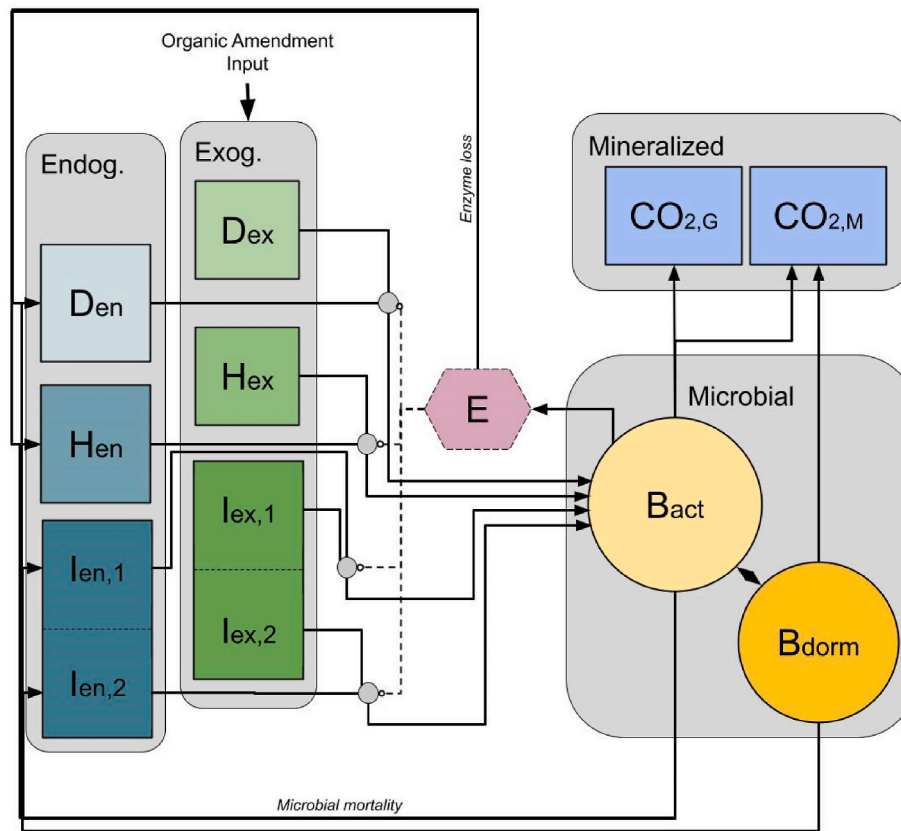 Organic Amendment
Input
Endog.
Exog.
Enzyme loss
Mineralized
Dex
CO2,G
CO2,M
Den
Hex
E
Microbial
Hen
Bact
Iex,1
Ien,1
Iex,2
Bdorm
Ien,2
Microbial mortality